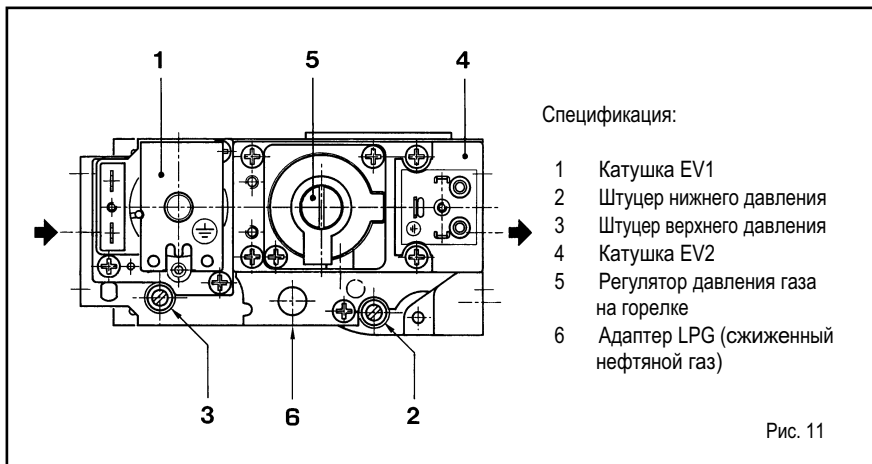 1
5
4
3
6
2
Спецификация:
1 Катушка EV1
2 Штуцер нижнего давления
3 Штуцер верхнего давления
4 Катушка EV2
5 Регулятор давления газа
на горелке
6 Адаптер LPG (сжиженный
нефтяной газ)
Рис. 11